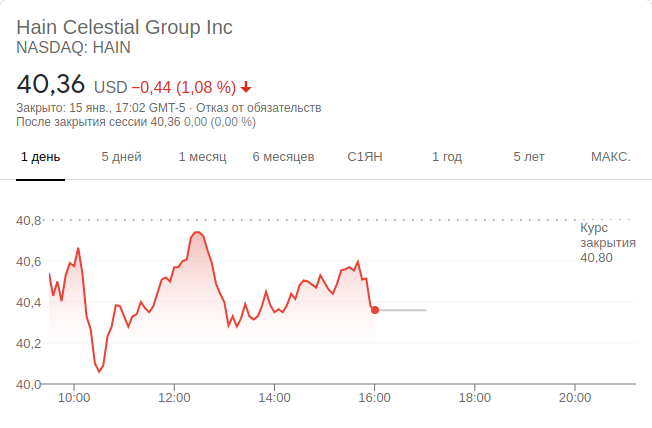 Hain Celestial Group Inc
NASDAQ: HAIN
40,36 USD −0,44 (1,08 %)
Закрыто: 15 янв., 17:02 GMT-5 · Отказ от обязательств
После закрытия сессии 40,36 0,00 (0,00 %)
1 день 5 дней 1 месяц 6 месяцев С1ЯН 1 год 5 лет МАКС.
40,8
Курс
закрытия
40,80
40,6
40,4
40,2
40,0
10:00 12:00 14:00 16:00 18:00 20:00